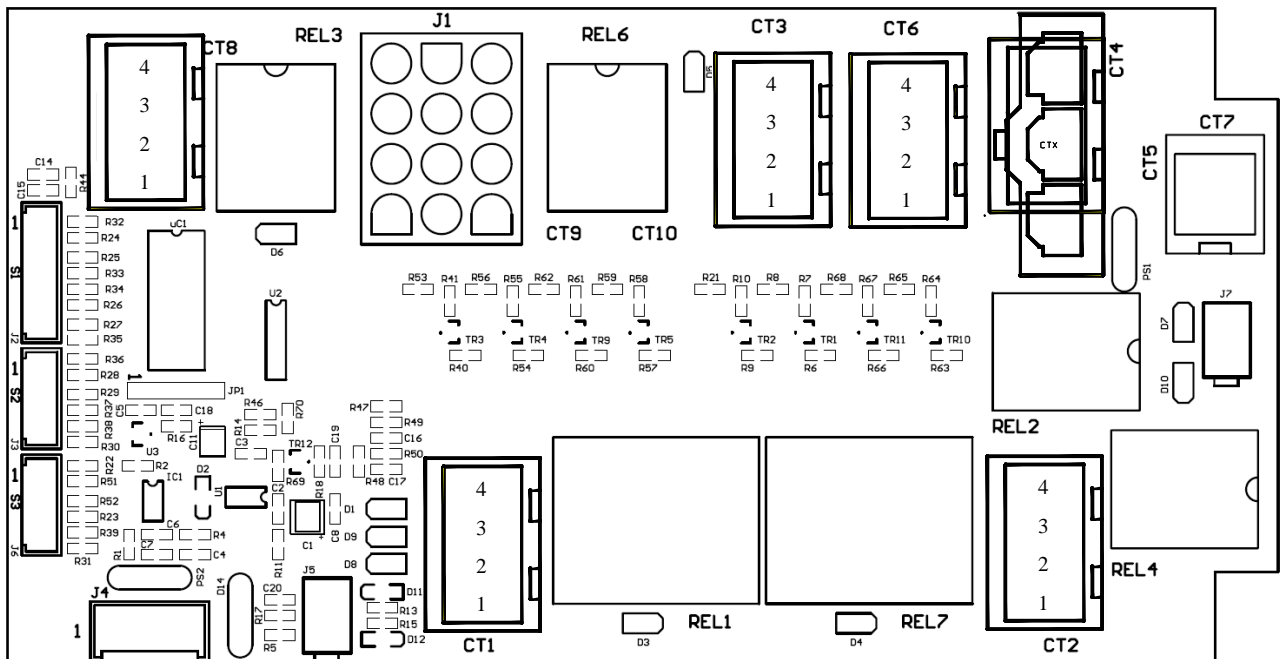 J1
REL3
REL6
CT3
CT6
CT8
CT4
4
3
2
1
D5
4
3
2
1
4
3
2
1
CTX
CT7
CT5
C14
C15
R44
1
S1
J2
R32
R24
R25
R33
R34
R26
R27
R35
uC1
D6
U2
CT9
CT10
PS1
R53
R41
R56
R55
R62
R61
R59
R58
R21
R10
R8
R7
R68
R67
R65
R64
TR3
TR4
TR9
TR5
TR2
TR1
TR11
TR10
R40
R54
R60
R57
R9
R6
R66
R63
D7
J7
D10
REL2
1
S2
J3
R36
R28
R29
R37
R38
R30
1
JP1
C5
C18
R16
C11
+
U3
R46
R14
R70
C3
TR12
R69
C19
R47
R49
C16
R50
R48
C17
1
S3
J6
R22
R51
R52
R23
R39
R31
R2
IC1
D2
U1
C2
R18
C8
C1
+
D1
D9
D8
C6
R4
C7
C4
R1
R11
PS2
D14
J4
1
C20
R17
R5
J5
D11
R13
R15
D12
4
3
2
1
CT1
D3
REL1
D4
REL7
4
3
2
1
CT2
REL4